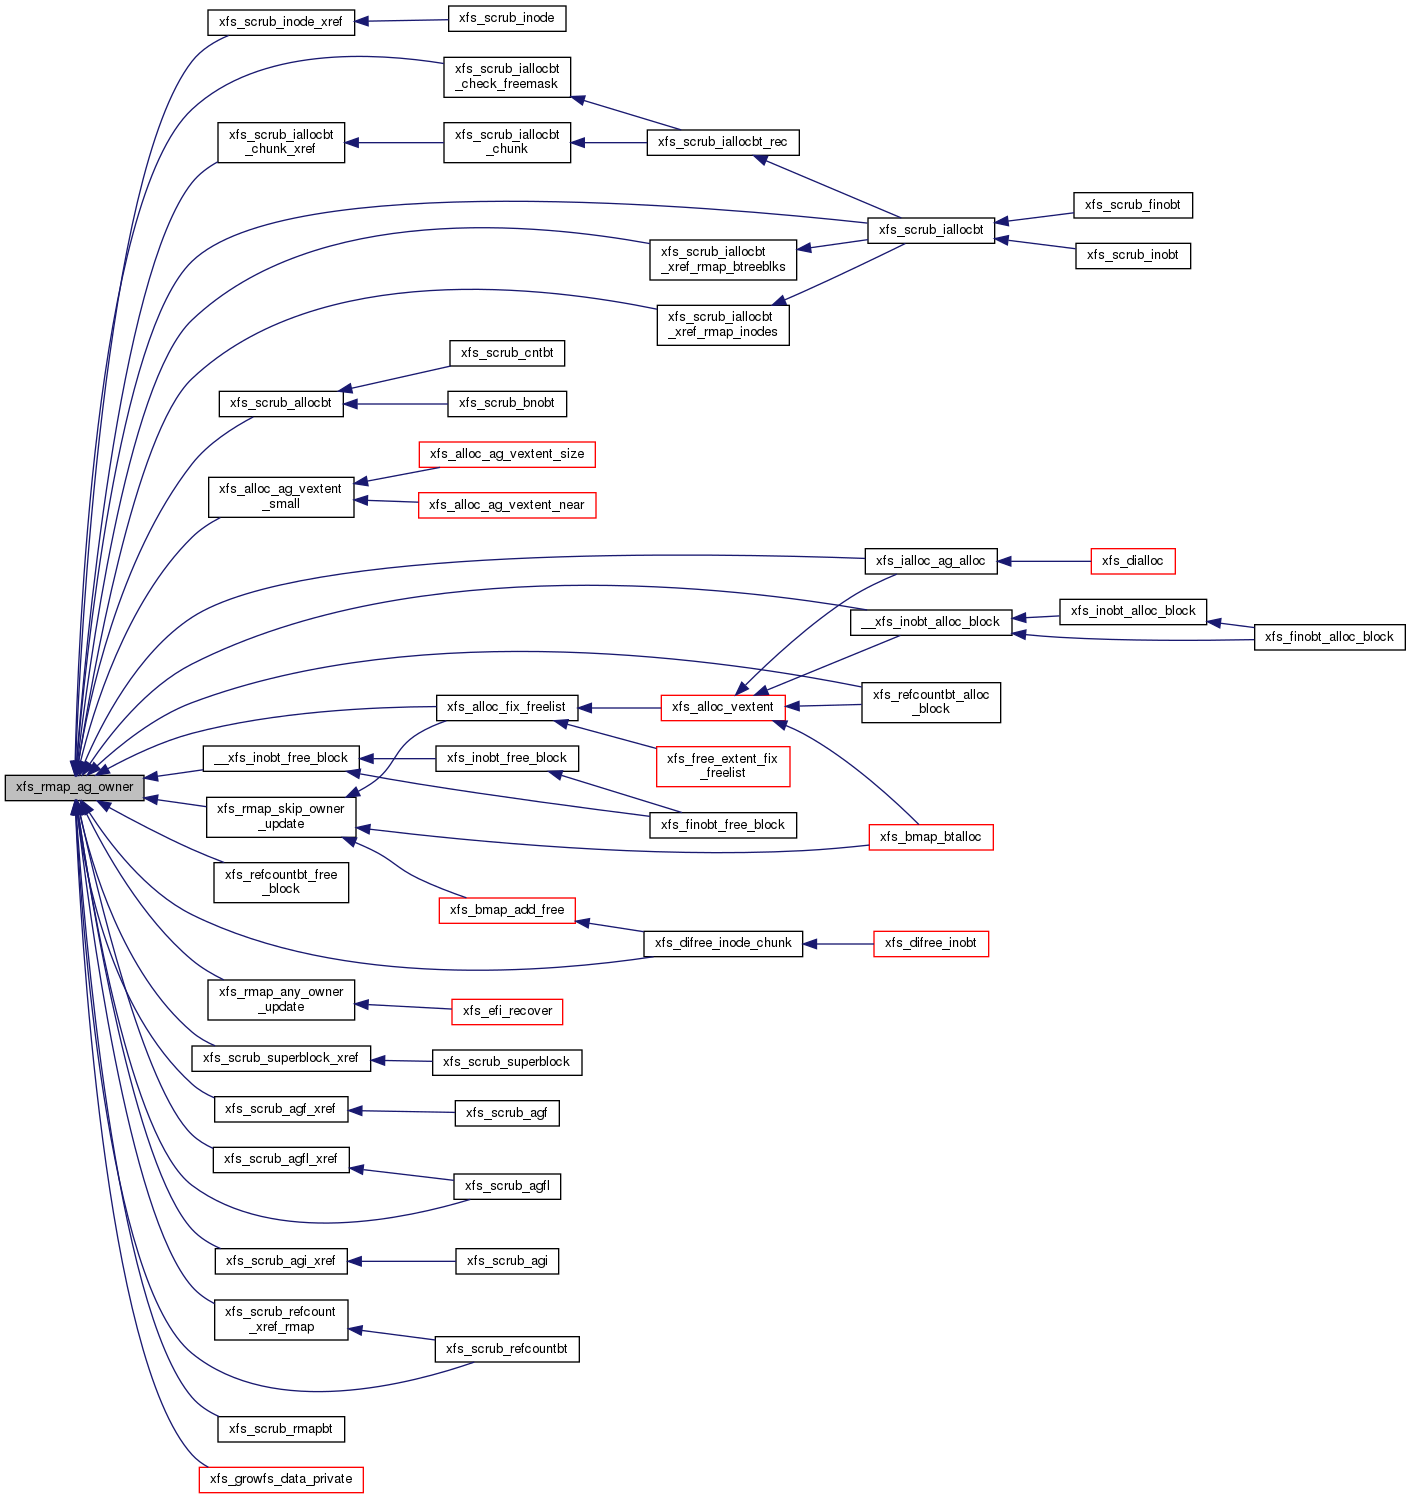 xfs_scrub_inode_xref
xfs_scrub_inode
xfs_scrub_iallocbt
_check_freemask
xfs_scrub_iallocbt
_chunk_xref
xfs_scrub_iallocbt
_chunk
xfs_scrub_iallocbt_rec
xfs_scrub_iallocbt
xfs_scrub_finobt
xfs_scrub_inobt
xfs_scrub_iallocbt
_xref_rmap_btreeblks
xfs_scrub_iallocbt
_xref_rmap_inodes
xfs_scrub_cntbt
xfs_scrub_allocbt
xfs_scrub_bnobt
xfs_alloc_ag_vextent_size
xfs_alloc_ag_vextent
_small
xfs_alloc_ag_vextent_near
xfs_ialloc_ag_alloc
xfs_dialloc
__xfs_inobt_alloc_block
xfs_inobt_alloc_block
xfs_finobt_alloc_block
xfs_refcountbt_alloc
_block
xfs_alloc_fix_freelist
xfs_alloc_vextent
__xfs_inobt_free_block
xfs_inobt_free_block
xfs_free_extent_fix
_freelist
xfs_rmap_ag_owner
xfs_rmap_skip_owner
_update
xfs_finobt_free_block
xfs_bmap_btalloc
xfs_refcountbt_free
_block
xfs_bmap_add_free
xfs_difree_inode_chunk
xfs_difree_inobt
xfs_rmap_any_owner
_update
xfs_efi_recover
xfs_scrub_superblock_xref
xfs_scrub_superblock
xfs_scrub_agf_xref
xfs_scrub_agf
xfs_scrub_agfl_xref
xfs_scrub_agfl
xfs_scrub_agi_xref
xfs_scrub_agi
xfs_scrub_refcount
_xref_rmap
xfs_scrub_refcountbt
xfs_scrub_rmapbt
xfs_growfs_data_private